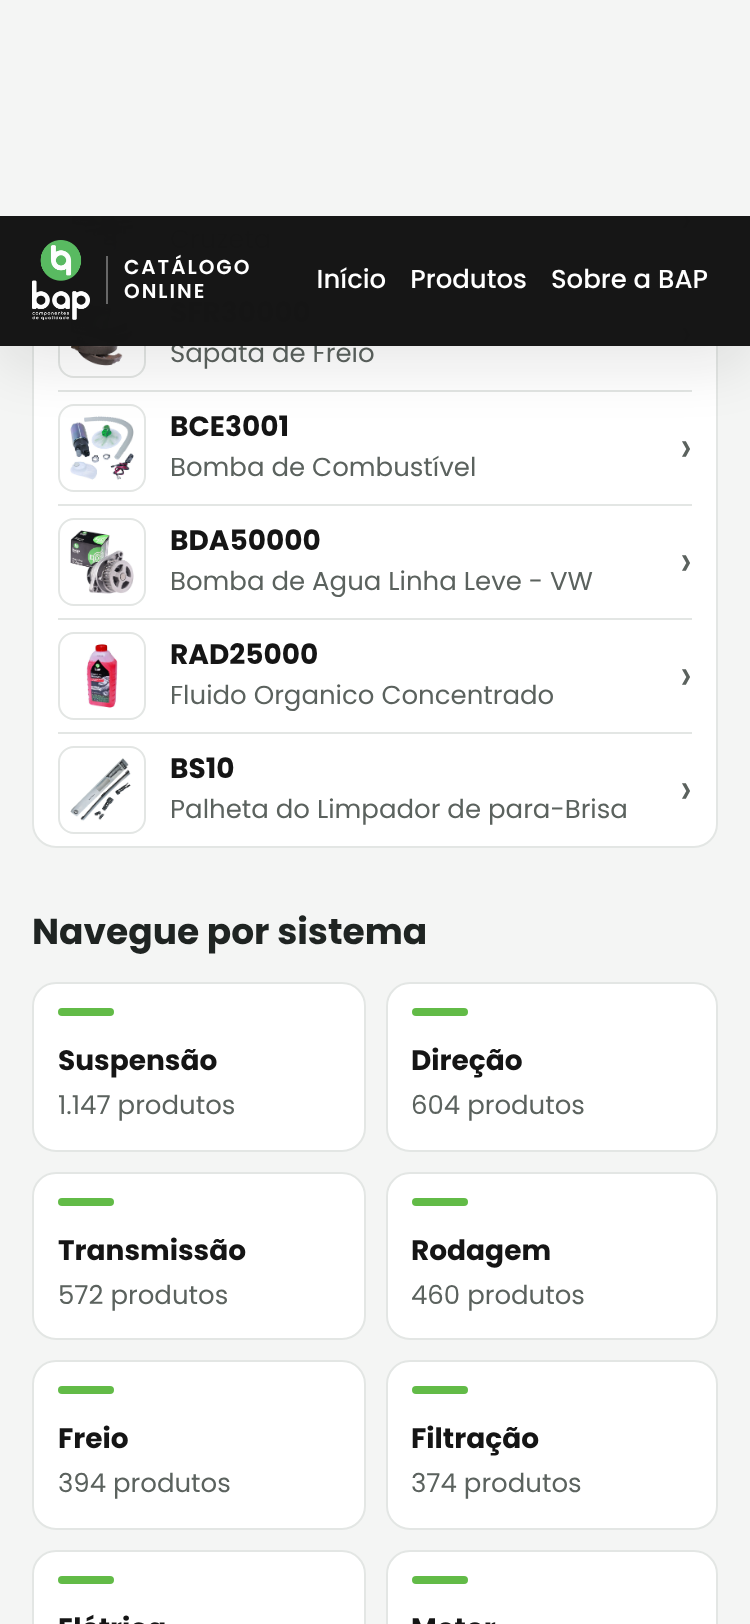 bap
componentes
de qualidade
CATÁLOGO
ONLINE
Início
Produtos
Sobre a BAP
Sapata de Freio
BCE3001
Bomba de Combustível
BDA50000
Bomba de Agua Linha Leve - VW
RAD25000
Fluido Organico Concentrado
BS10
Palheta do Limpador de para-Brisa
Navegue por sistema
Suspensão
1.147 produtos
Direção
604 produtos
Transmissão
572 produtos
Rodagem
460 produtos
Freio
394 produtos
Filtração
374 produtos
Elétrica
Motor